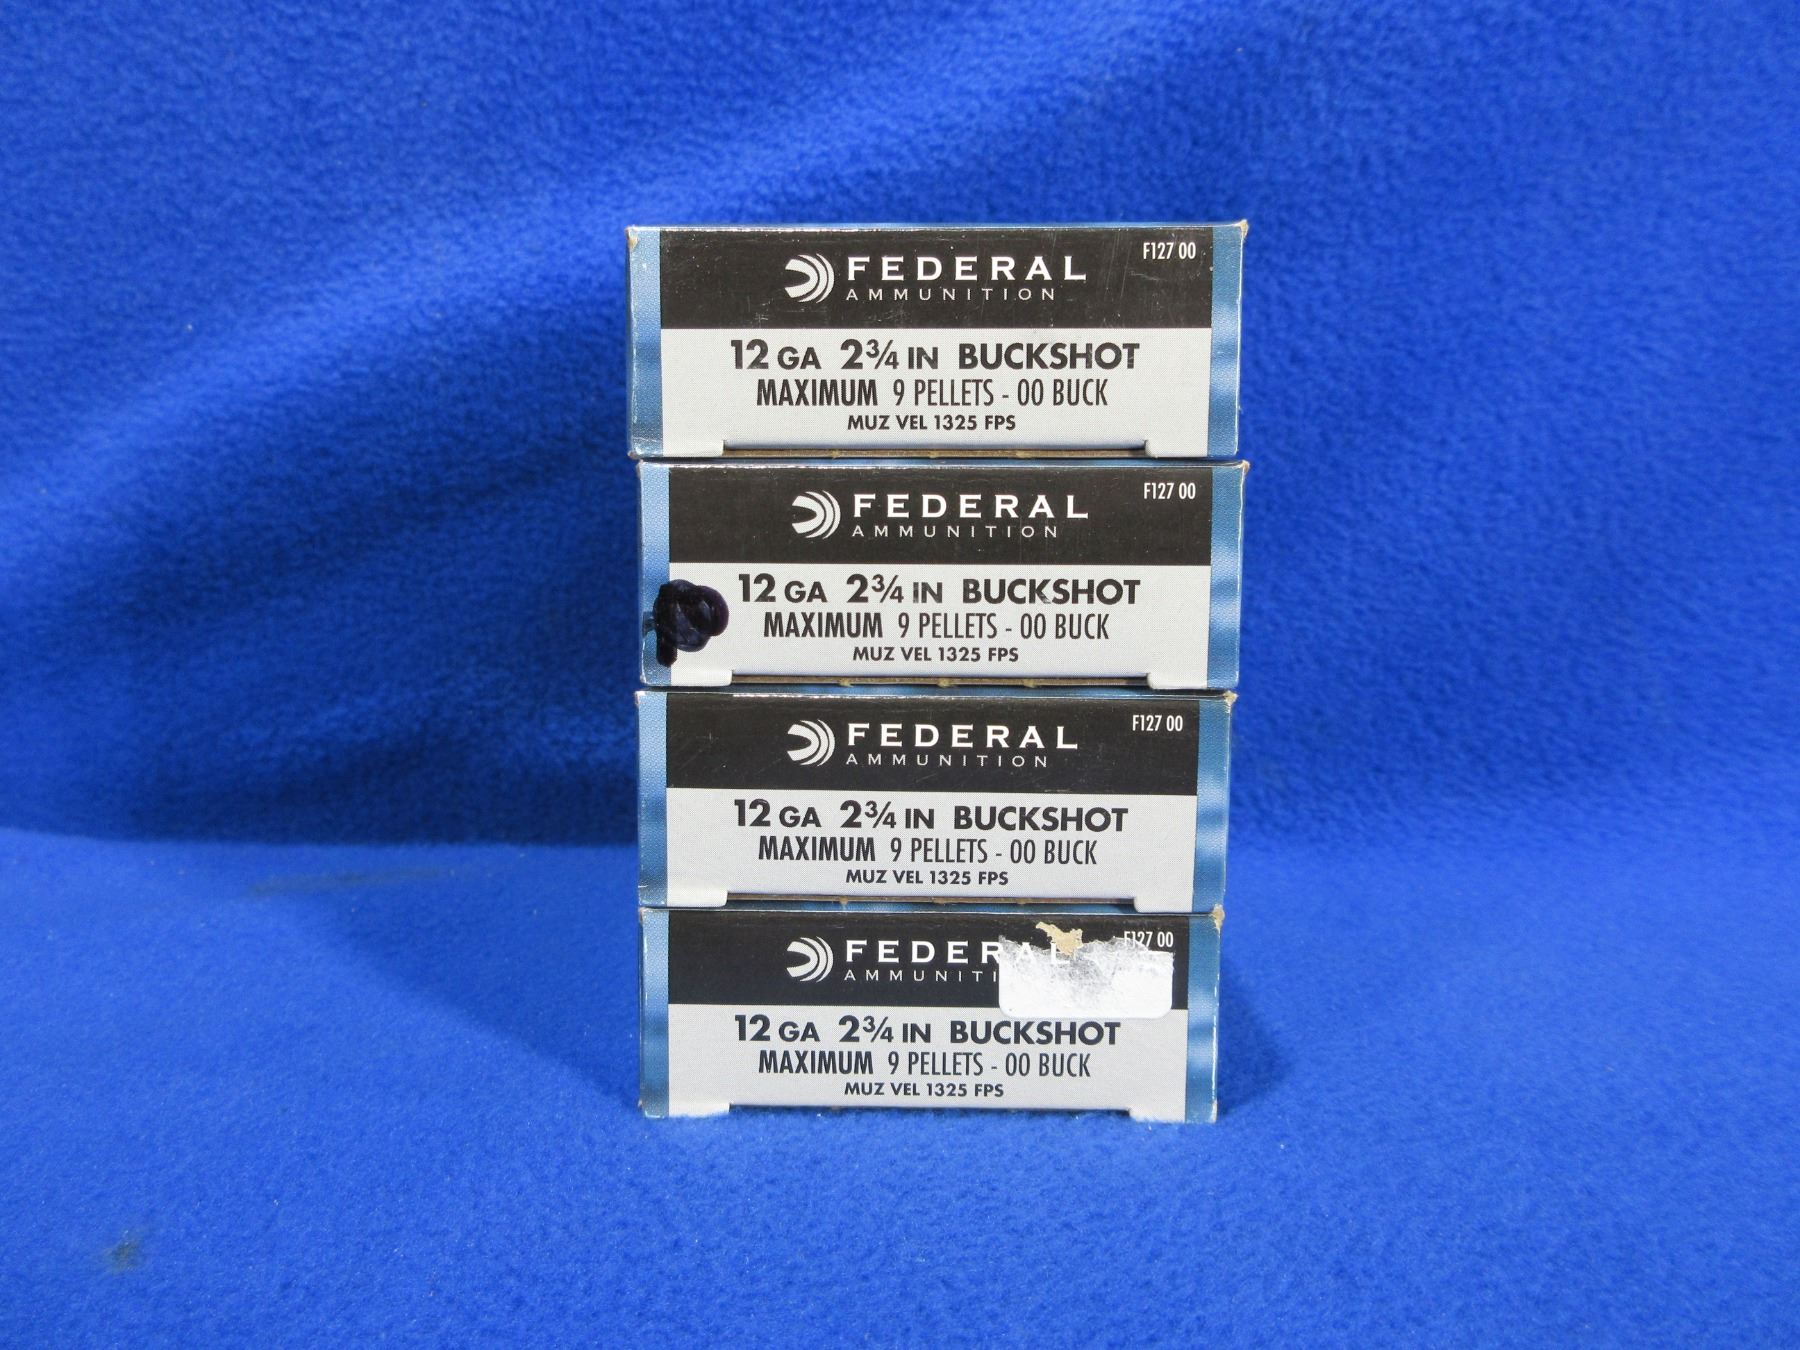 F127 00
FEDERAL
AMMUNITION
12 GA 2¾ IN BUCKSHOT
MAXIMUM 9 PELLETS - 00 BUCK
MUZ VEL 1325 FPS
F127 00
FEDERAL
AMMUNITION
12 GA 2¾ IN BUCKSHOT
MAXIMUM 9 PELLETS - 00 BUCK
MUZ VEL 1325 FPS
F127 00
FEDERAL
AMMUNITION
12 GA 2¾ IN BUCKSHOT
MAXIMUM 9 PELLETS - 00 BUCK
MUZ VEL 1325 FPS
F127 00
FEDERAL
AMMUNITI
12 GA 2¾ IN BUCKSHOT
MAXIMUM 9 PELLETS - 00 BUCK
MUZ VEL 1325 FPS